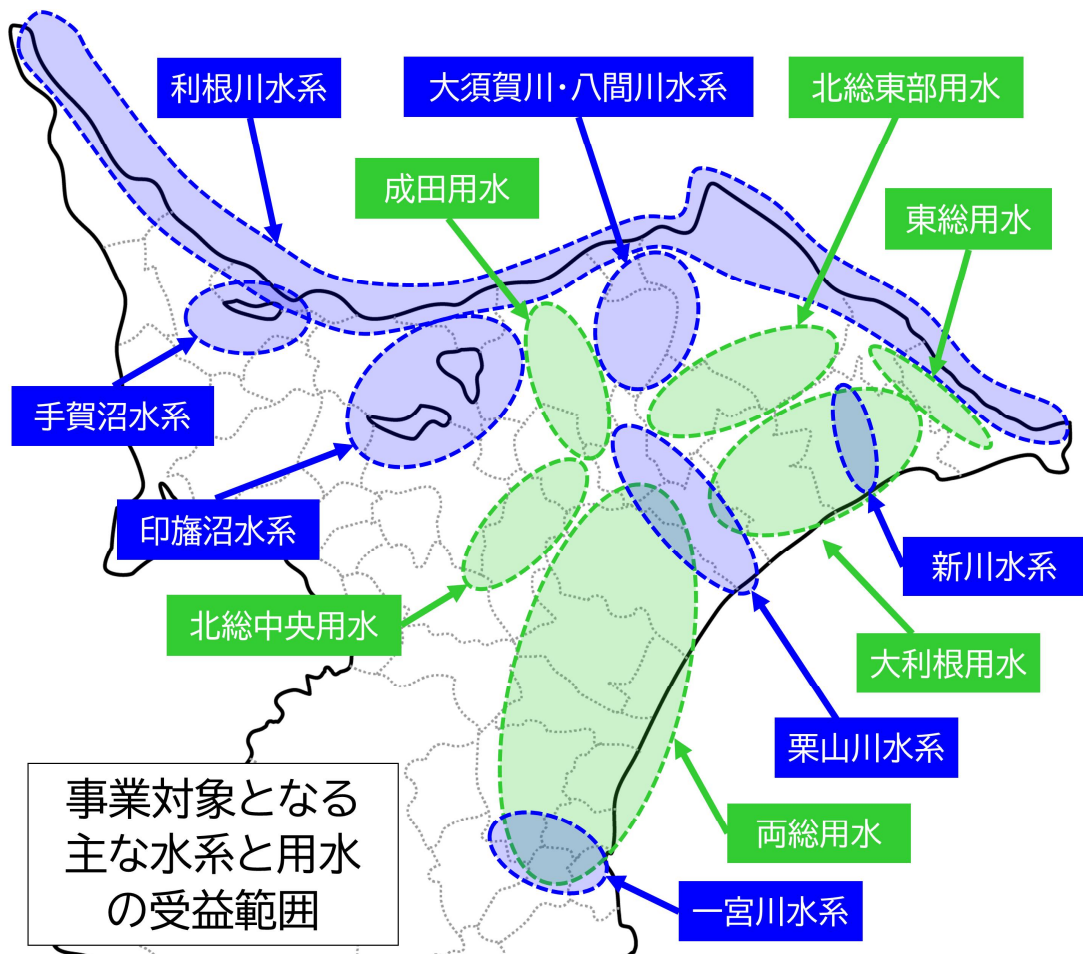 利根川水系
大須賀川・八間川水系
北総東部用水
成田用水
東総用水
手賀沼水系
印旛沼水系
新川水系
北総中央用水
大利根用水
栗山川水系
事業対象となる
主な水系と用水
の受益範囲
両総用水
一宮川水系